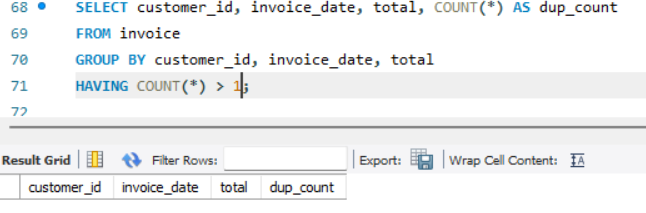 68 SELECT customer_id, invoice_date, total, COUNT(*) AS dup_count
69 FROM invoice
70 GROUP BY customer_id, invoice_date, total
71 HAVING COUNT(*) > 1;
72
Result Grid Filter Rows: Export: Wrap Cell Content: IA
customer_id invoice_date total dup_count